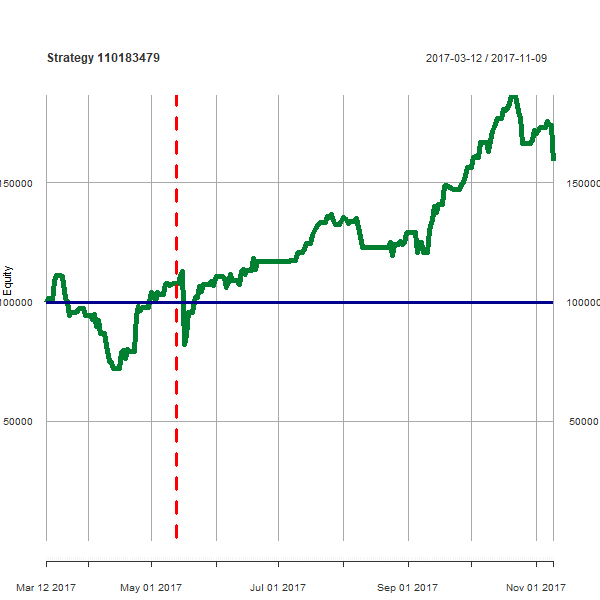 Strategy 110183479
2017-03-12 / 2017-11-09
150000
150000
Equity
100000
100000
50000
50000
Mar 12 2017
May 01 2017
Jul 01 2017
Sep 01 2017
Nov 01 2017